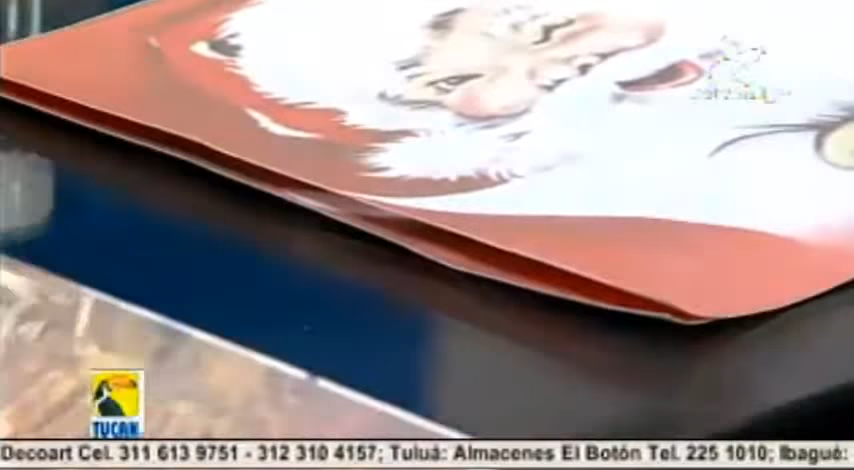 TUCAN
Decoart Cel. 311 613 9751 - 312 310 4157; Tuluá: Almacenes El Botón Tel. 225 1010; Ibagué: